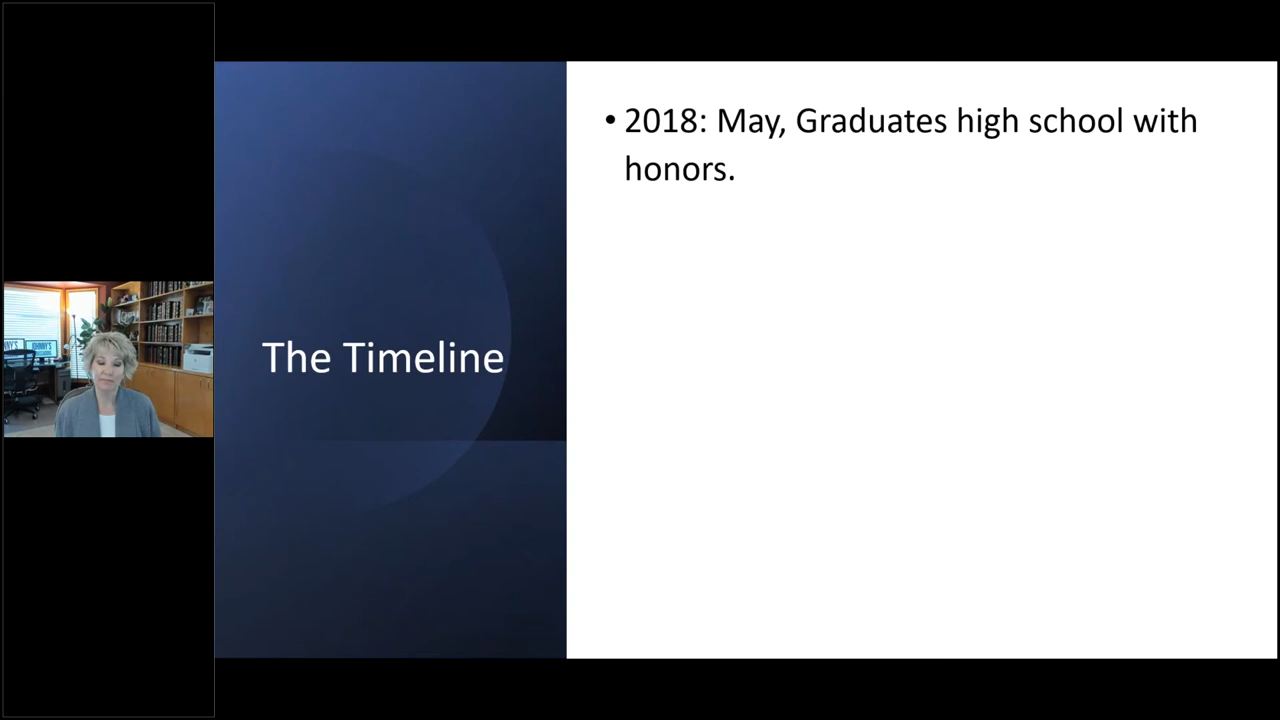 The Timeline
• 2018: May, Graduates high school with
honors.